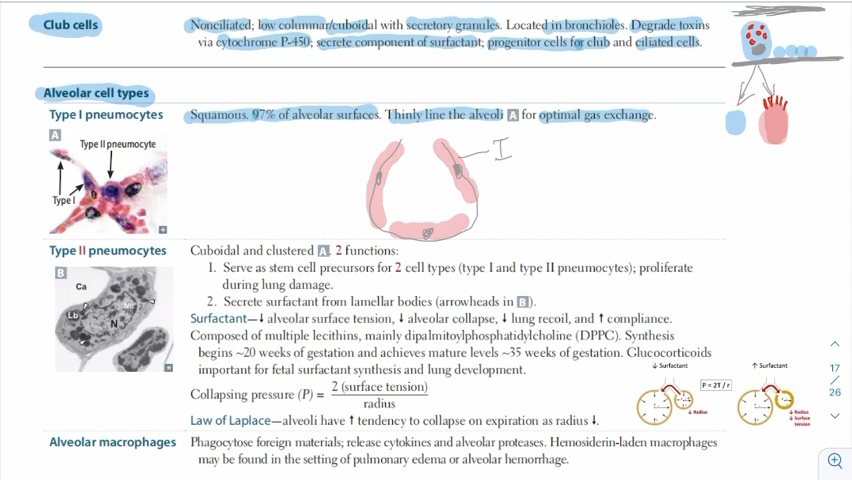 Club cells
Nonciliated; low columnar/cuboidal with secretory granules. Located in bronchioles. Degrade toxins
via cytochrome P-450; secrete component of surfactant; progenitor cells for club and ciliated cells.
Alveolar cell types
Type I pneumocytes
Squamous. 97% of alveolar surfaces. Thinly line the alveoli A for optimal gas exchange.
A
Type II pneumocyte
Type I
I
Type II pneumocytes
Cuboidal and clustered A. 2 functions:
1. Serve as stem cell precursors for 2 cell types (type I and type II pneumocytes); proliferate
during lung damage.
2. Secrete surfactant from lamellar bodies (arrowheads in B).
B
Ca
Lb
N
Surfactant—↓ alveolar surface tension, ↓ alveolar collapse, ↓ lung recoil, and ↑ compliance.
Composed of multiple lecithins, mainly dipalmitoylphosphatidylcholine (DPPC). Synthesis
begins ~20 weeks of gestation and achieves mature levels ~35 weeks of gestation. Glucocorticoids
important for fetal surfactant synthesis and lung development.
Collapsing pressure (P) = 2 (surface tension)
radius
Law of Laplace—alveoli have ↑ tendency to collapse on expiration as radius ↓.
↓ Surfactant
↑ Surfactant
P = 2T / r
↓ Radius
↓ Radius
↓ Surface
tension
Alveolar macrophages
Phagocytose foreign materials; release cytokines and alveolar proteases. Hemosiderin-laden macrophages
may be found in the setting of pulmonary edema or alveolar hemorrhage.
17
/
26